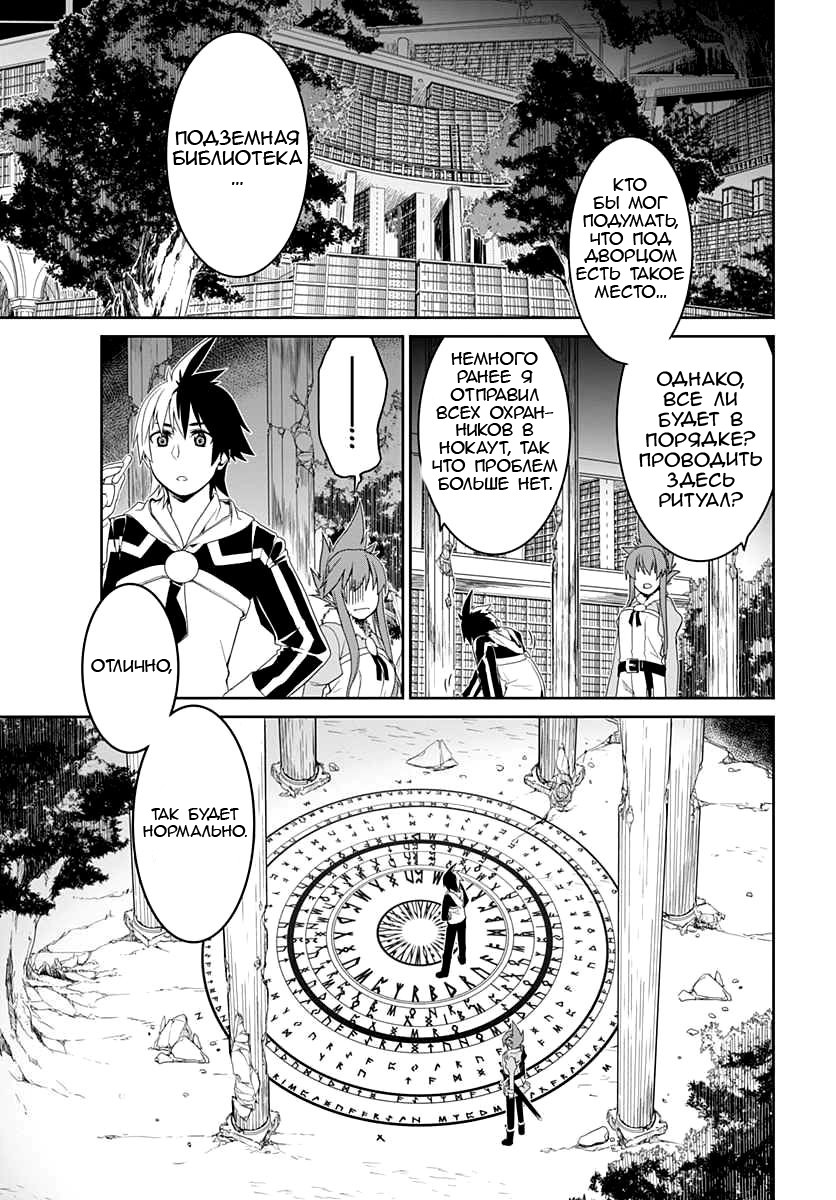 КТО
БЫ МОГ
ПОДУМАТЬ,
ЧТО ПОД
ДВОРЦОМ
ЕСТЬ ТАКОЕ
МЕСТО...
ПОДЗЕМНАЯ
БИБЛИОТЕКА
...
ОДНАКО,
ВСЕ ЛИ
БУДЕТ В
ПОРЯДКЕ?
ПРОВОДИТЬ
ЗДЕСЬ
РИТУАЛ?
НЕМНОГО
РАНЕЕ Я
ОТПРАВИЛ
ВСЕХ ОХРАН-
НИКОВ В
НОКАУТ, ТАК
ЧТО ПРОБЛЕМ
БОЛЬШЕ НЕТ.
...
ОТЛИЧНО,
ТАК БУДЕТ
НОРМАЛЬНО.